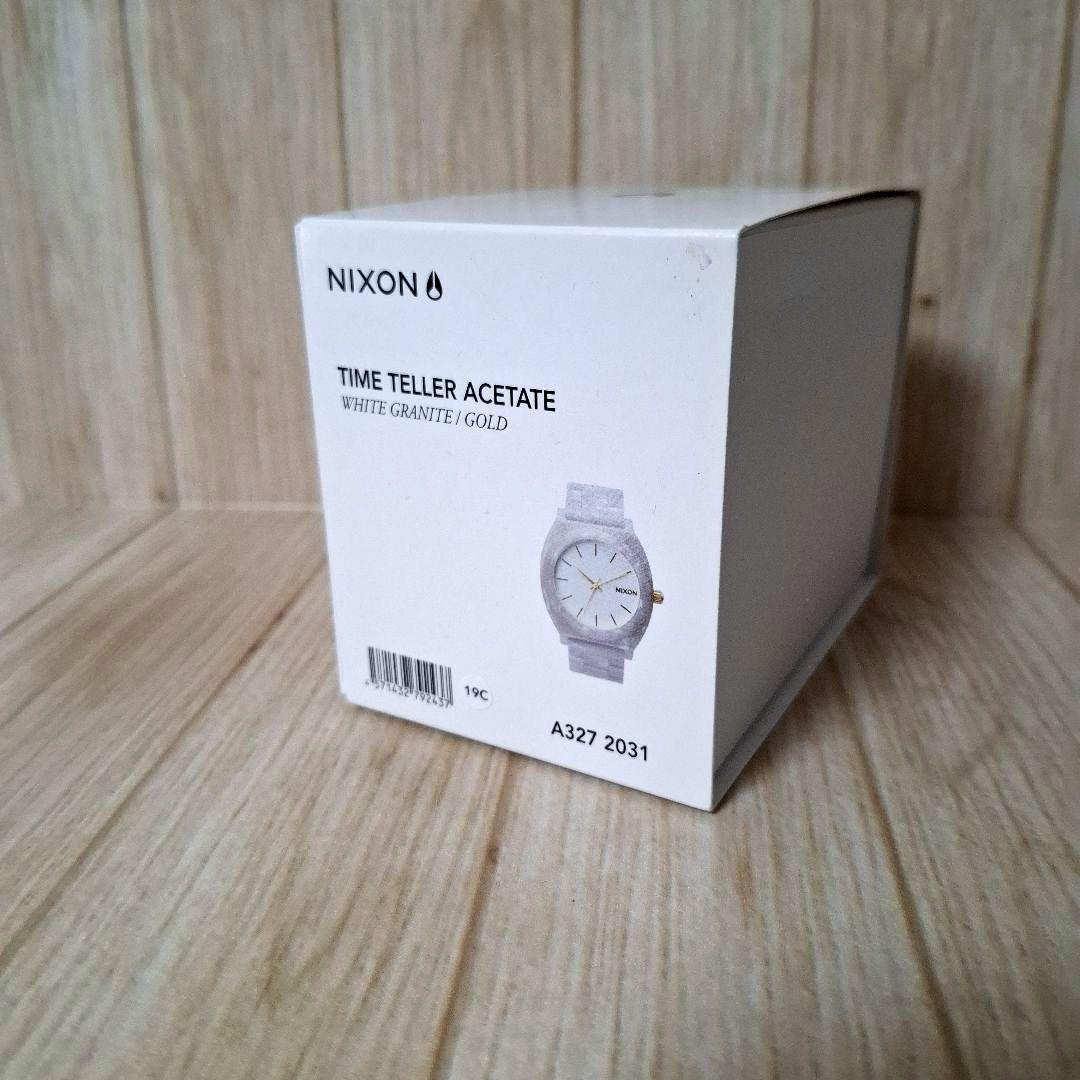 NIXON
TIME TELLER ACETATE
WHITE GRANITE / GOLD
NIXON
19C
A327 2031